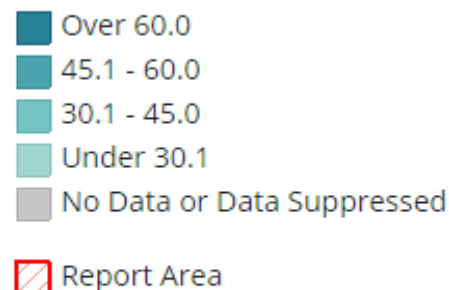 Over 60.0
45.1 - 60.0
30.1 - 45.0
Under 30.1
No Data or Data Suppressed
Report Area